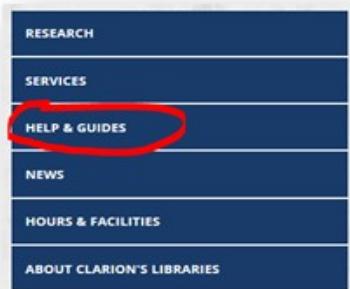 RESEARCH
SERVICES
HELP & GUIDES
NEWS
HOURS & FACILITIES
ABOUT CLARION'S LIBRARIES